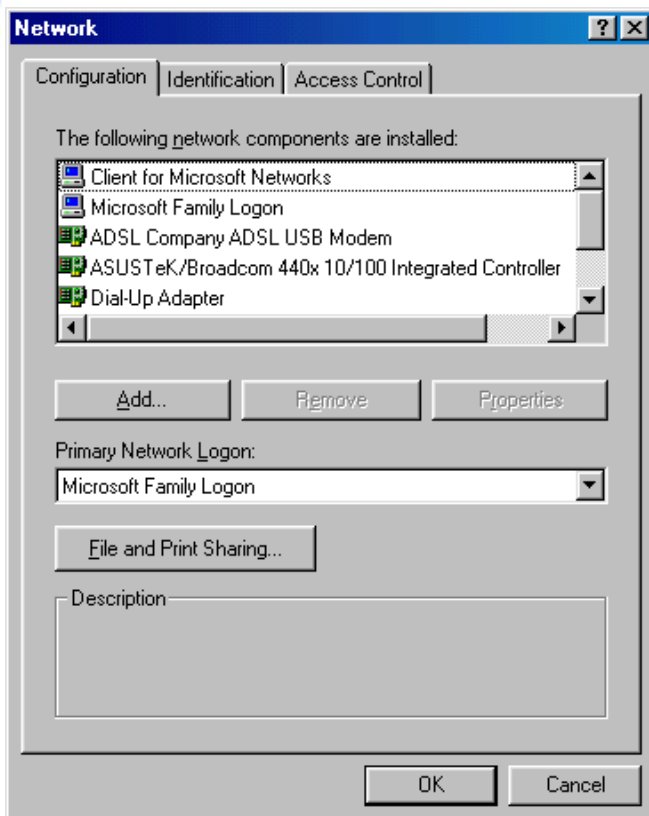 Network
Configuration Identification Access Control
The following network components are installed:
Client for Microsoft Networks
Microsoft Family Logon
ADSL Company ADSL USB Modem
ASUSTeK/Broadcom 440x 10/100 Integrated Controller
Dial-Up Adapter
Add... Remove Properties
Primary Network Logon:
Microsoft Family Logon
File and Print Sharing...
Description
OK Cancel